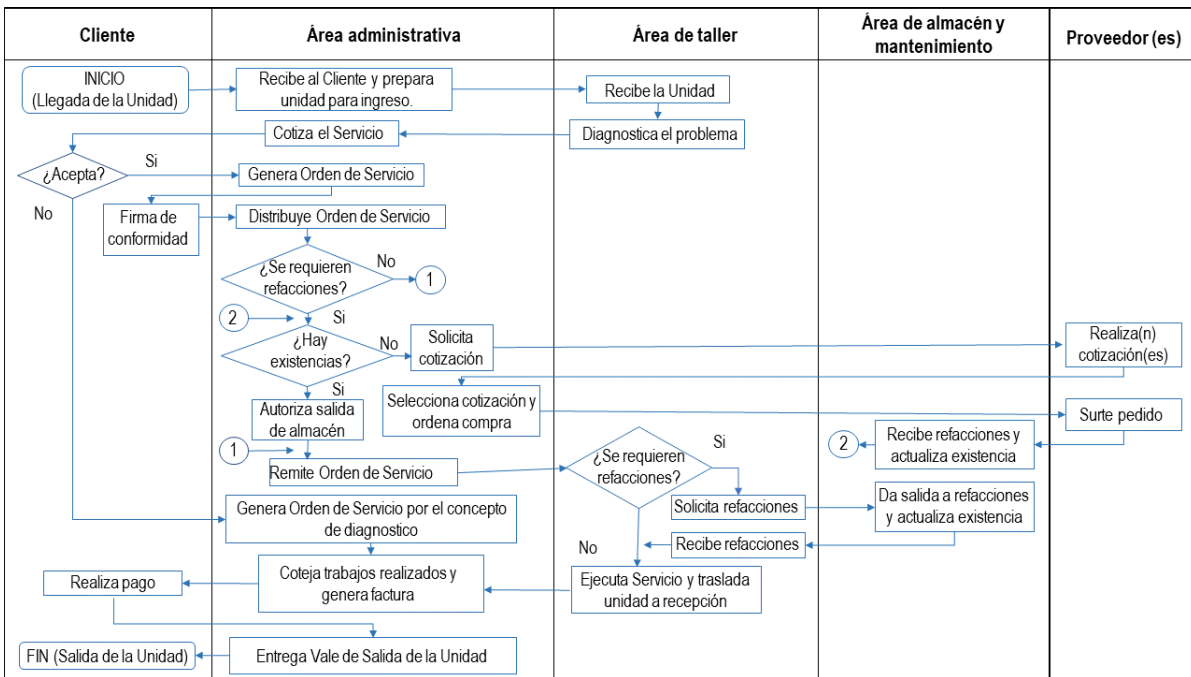 Cliente
Área administrativa
Área de taller
Área de almacén y
mantenimiento
Proveedor (es)
INICIO
(Llegada de la Unidad)
Recibe al Cliente y prepara
unidad para ingreso.
Recibe la Unidad
Cotiza el Servicio
Diagnostica el problema
¿Acepta?
Si
No
Genera Orden de Servicio
Firma de
conformidad
Distribuye Orden de Servicio
¿Se requieren
refacciones?
No
1
2
Si
¿Hay
existencias?
No
Solicita
cotización
Realiza(n)
cotización(es)
Si
Autoriza salida
de almacén
Selecciona cotización y
ordena compra
Surte pedido
Recibe refacciones y
actualiza existencia
2
1
Remite Orden de Servicio
¿Se requieren
refacciones?
Si
Solicita refacciones
Da salida a refacciones
y actualiza existencia
Genera Orden de Servicio por el concepto
de diagnostico
No
Recibe refacciones
Realiza pago
Coteja trabajos realizados y
genera factura
Ejecuta Servicio y traslada
unidad a recepción
FIN (Salida de la Unidad)
Entrega Vale de Salida de la Unidad